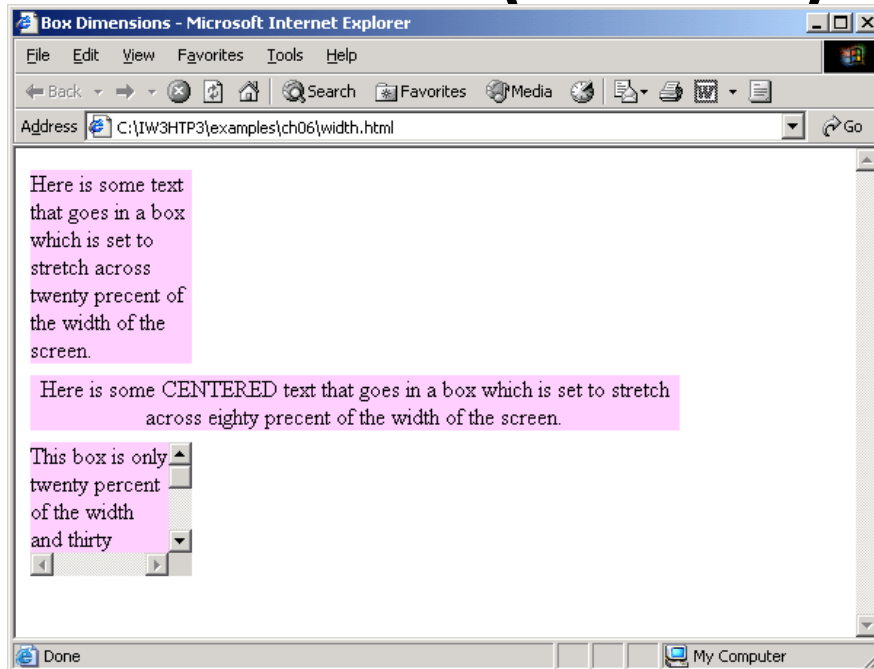 Box Dimensions - Microsoft Internet Explorer
File Edit View Favorites Tools Help
Back Search Favorites Media
Address C:\IW3HTP3\examples\ch06\width.html Go
Here is some text
that goes in a box
which is set to
stretch across
twenty precent of
the width of the
screen.
Here is some CENTERED text that goes in a box which is set to stretch
across eighty precent of the width of the screen.
This box is only
twenty percent
of the width
and thirty
Done My Computer